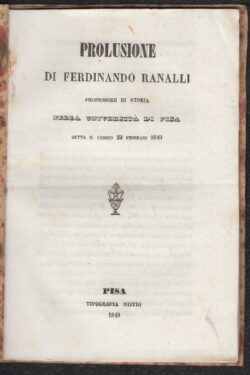 PROLUSIONE
DI FERDINANDO RANALLI
PROFESSORE DI STORIA
NELLA UNIVERSITÀ DI PISA
DETTA IL GIORNO 22 FEBBRAIO 1849
PISA
TIPOGRAFIA NISTRI
1849